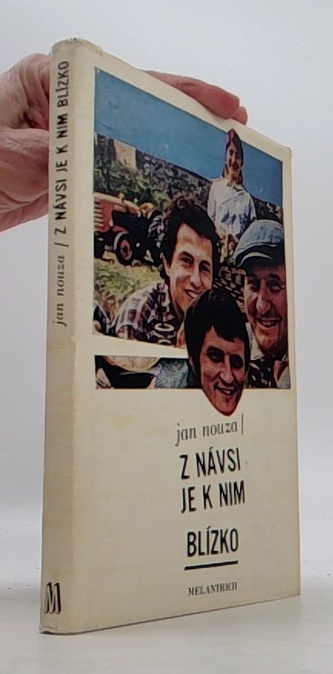 jan nouza / Z NÁVSI JE K NIM BLÍZKO
M
jan nouza /
Z NÁVSI
JE K NIM
BLÍZKO
MELANTRICH